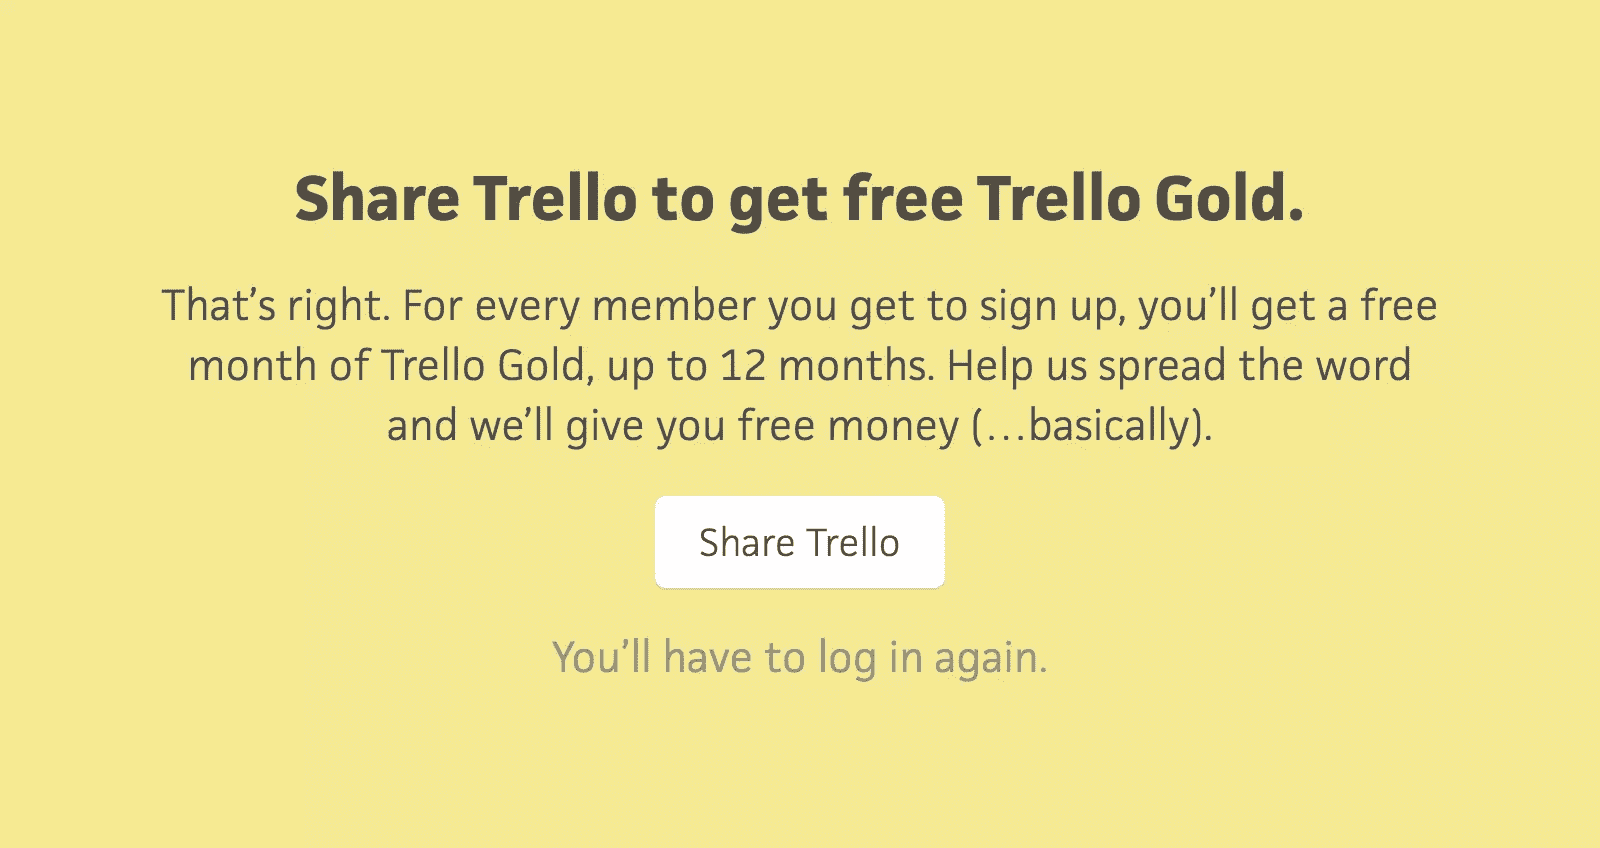 Share Trello to get free Trello Gold.
That’s right. For every member you get to sign up, you’ll get a free
month of Trello Gold, up to 12 months. Help us spread the word
and we’ll give you free money (…basically).
Share Trello
You’ll have to log in again.